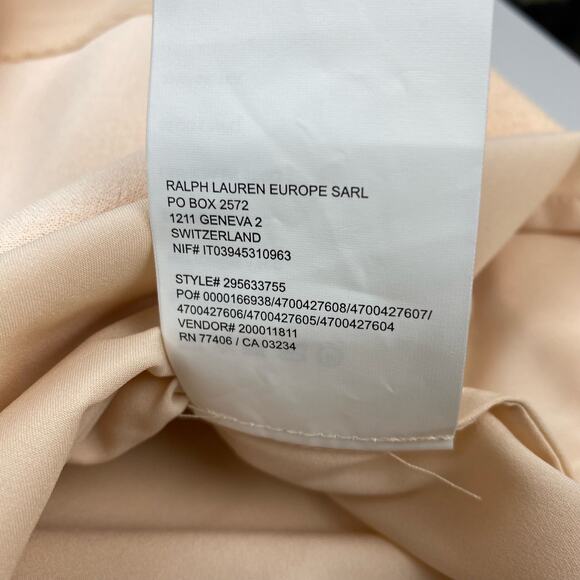 RALPH LAUREN EUROPE SARL
PO BOX 2572
1211 GENEVA 2
SWITZERLAND
NIF# IT03945310963
STYLE# 295633755
PO# 0000166938/4700427608/4700427607/
4700427606/4700427605/4700427604
VENDOR# 200011811
RN 77406 / CA 03234